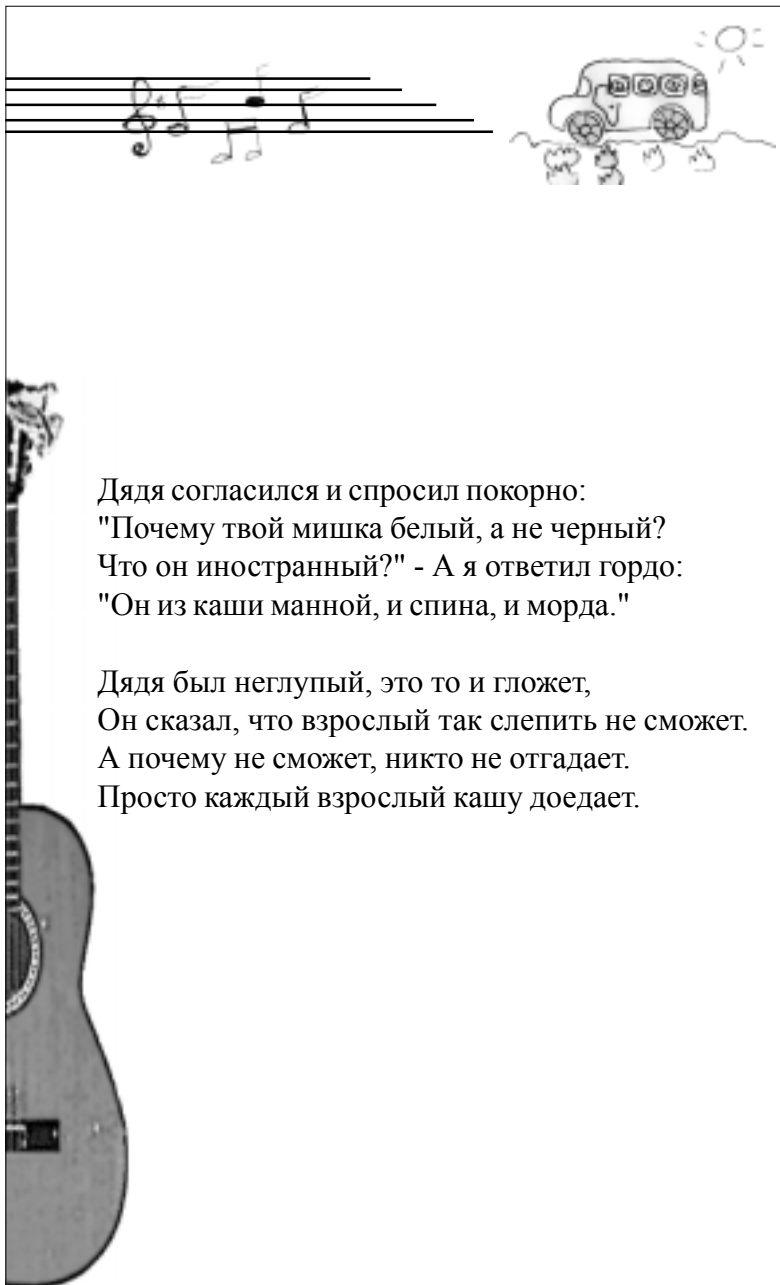 Дядя согласился и спросил покорно:
"Почему твой мишка белый, а не черный?
Что он иностранный?" - А я ответил гордо:
"Он из каши манной, и спина, и морда."

Дядя был неглупый, это то и гложет,
Он сказал, что взрослый так слепить не сможет.
А почему не сможет, никто не отгадает.
Просто каждый взрослый кашу доедает.